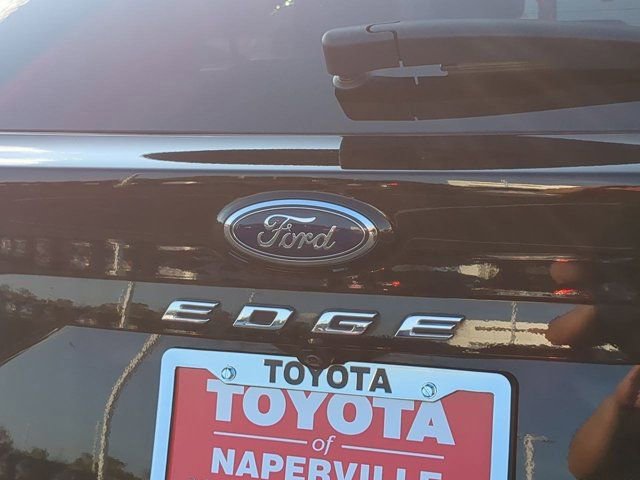 Ford
EDGE
TOYOTA
TOYOTA
of
NAPERVILLE